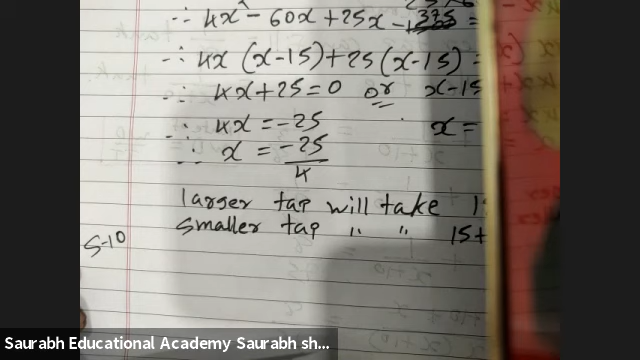 ∴ 4x² - 60x + 25x - 375 =
∴ 4x (x-15) + 25 (x-15) =
∴ 4x + 25 = 0 or x - 15
∴ 4x = -25 x =
∴ x = -25/4
larger tap will take 1
smaller tap " " 15+
S-10
Saurabh Educational Academy Saurabh sh...